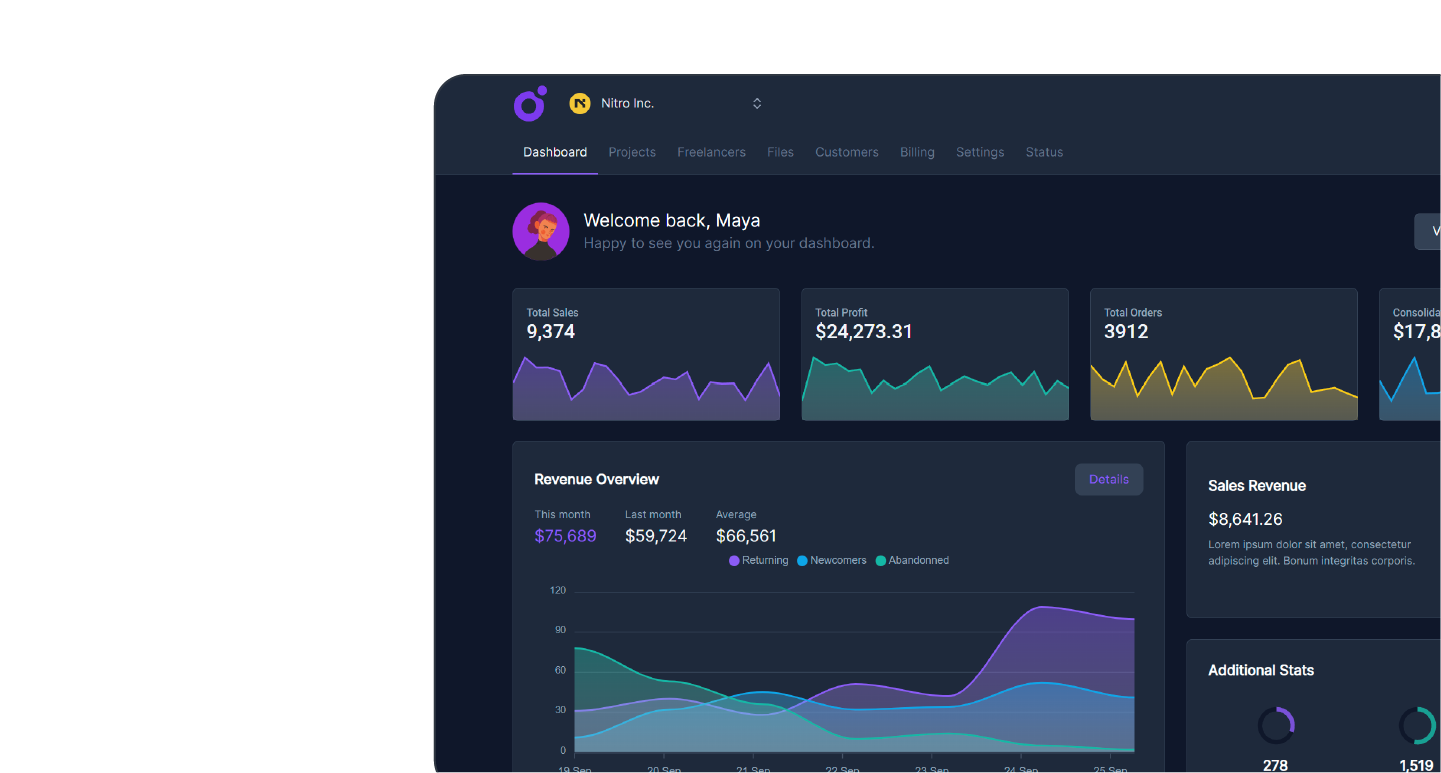 Nitro Inc.
Dashboard Projects Freelancers Files Customers Billing Settings Status
Welcome back, Maya
Happy to see you again on your dashboard.
Total Sales
9,374
Total Profit
$24,273.31
Total Orders
3912
$17,8
Revenue Overview
Details
This month Last month Average
$75,689 $59,724 $66,561
Returning Newcomers Abandonned
120
90
60
30
0
19 Sep 20 Sep 21 Sep 22 Sep 23 Sep 24 Sep 25 Sep
Sales Revenue
$8,641.26
Lorem ipsum dolor sit amet, consectetur
adipiscing elit. Bonum integritas corporis.
Additional Stats
278 1,519